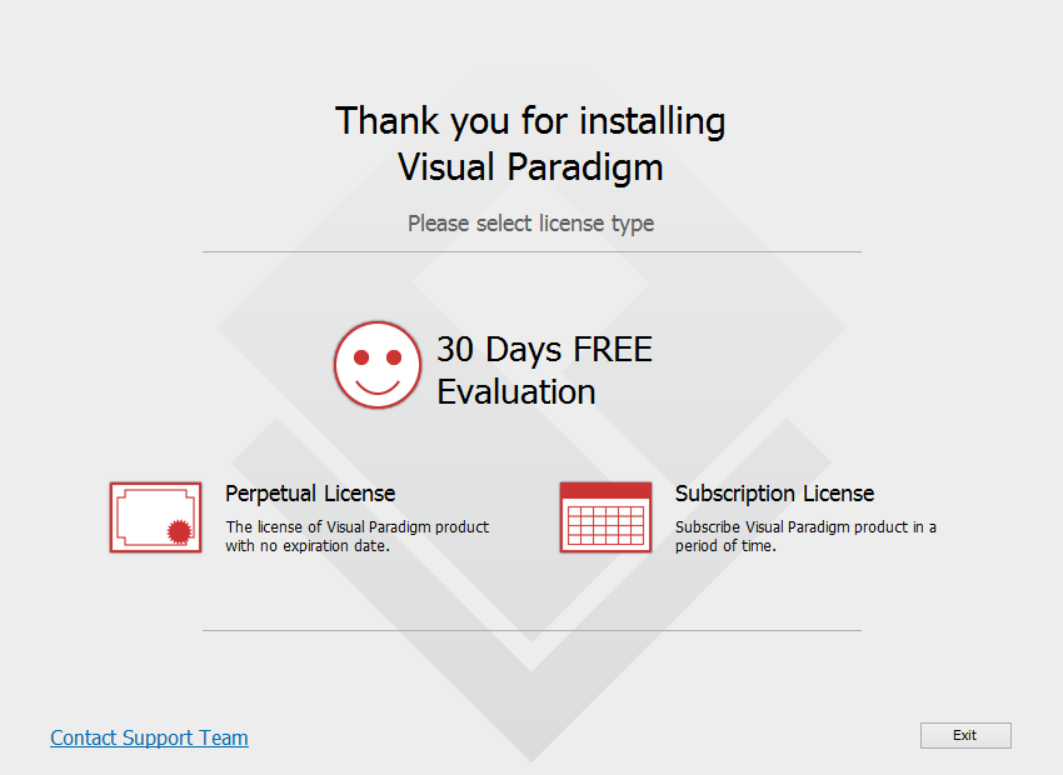 Thank you for installing
Visual Paradigm
Please select license type
30 Days FREE
Evaluation
Perpetual License
The license of Visual Paradigm product
with no expiration date.
Subscription License
Subscribe Visual Paradigm product in a
period of time.
Contact Support Team
Exit